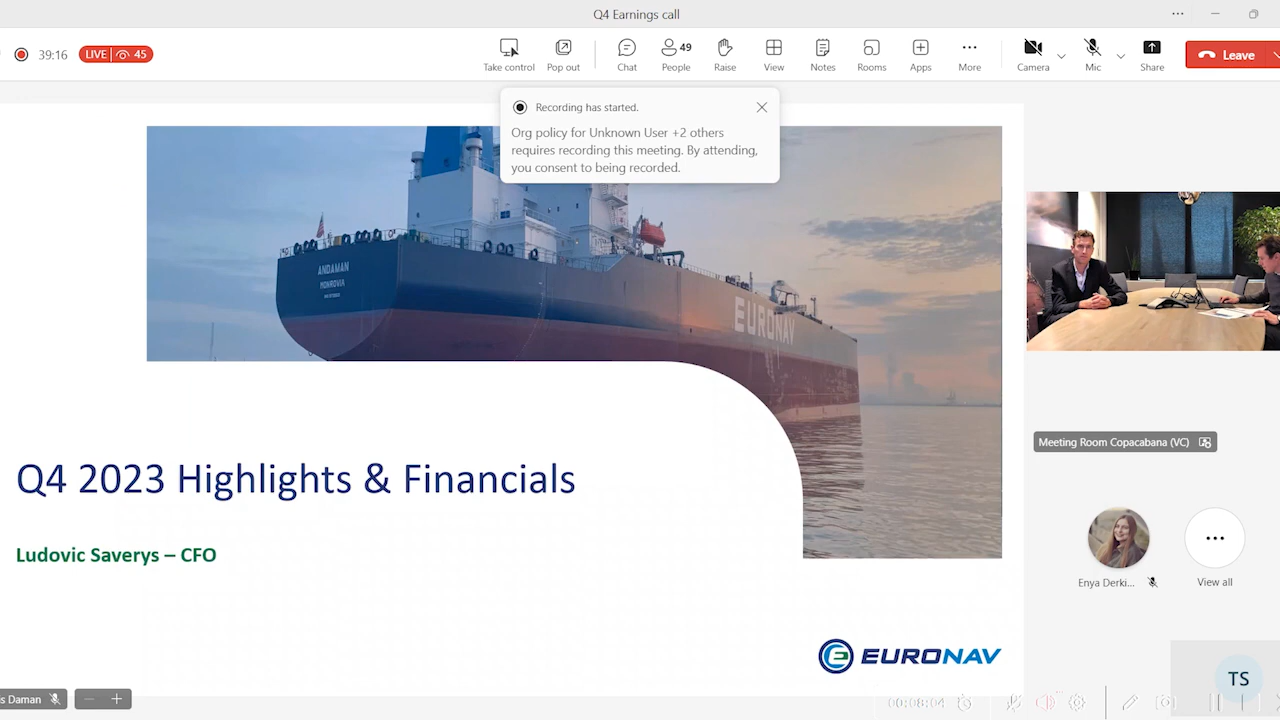 Q4 Earnings call
39:16
LIVE 45
Take control
Pop out
Chat
49
People
Raise
View
Notes
Rooms
Apps
More
Camera
Mic
Share
Leave
Recording has started.
Org policy for Unknown User +2 others
requires recording this meeting. By attending,
you consent to being recorded.
ANDAMAN
MONROVIA
EURONAV
Q4 2023 Highlights & Financials
Ludovic Saverys – CFO
EURONAV
Meeting Room Copacabana (VC)
Enya Derki...
View all
TS
s Daman
00:08:04